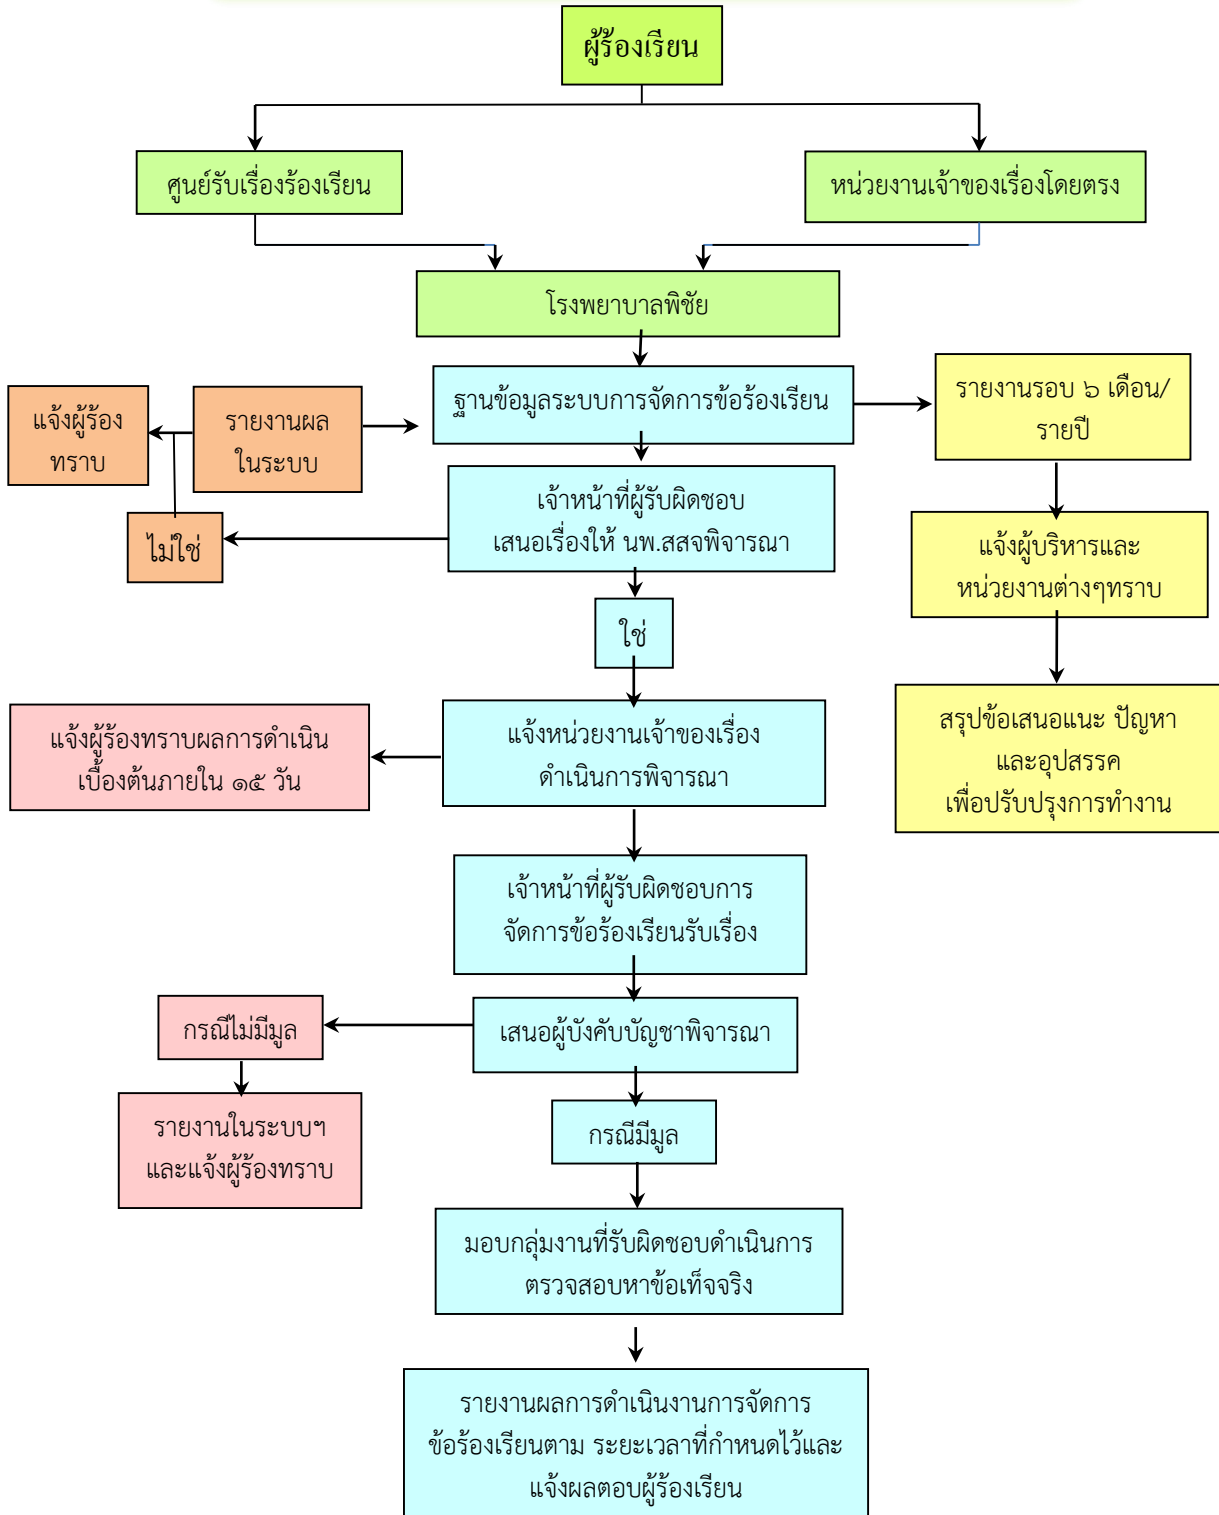 ผู้ร้องเรียน
ศูนย์รับเรื่องร้องเรียน
หน่วยงานเจ้าของเรื่องโดยตรง
โรงพยาบาลพิชัย
ฐานข้อมูลระบบการจัดการข้อร้องเรียน
รายงานรอบ ๖ เดือน/
รายปี
แจ้งผู้ร้อง
ทราบ
รายงานผล
ในระบบ
เจ้าหน้าที่ผู้รับผิดชอบ
เสนอเรื่องให้ นพ.สสจพิจารณา
ไม่ใช่
แจ้งผู้บริหารและ
หน่วยงานต่างๆทราบ
ใช่
แจ้งผู้ร้องทราบผลการดำเนิน
เบื้องต้นภายใน ๑๕ วัน
แจ้งหน่วยงานเจ้าของเรื่อง
ดำเนินการพิจารณา
สรุปข้อเสนอแนะ ปัญหา
และอุปสรรค
เพื่อปรับปรุงการทำงาน
เจ้าหน้าที่ผู้รับผิดชอบการ
จัดการข้อร้องเรียนรับเรื่อง
กรณีไม่มีมูล
เสนอผู้บังคับบัญชาพิจารณา
รายงานในระบบฯ
และแจ้งผู้ร้องทราบ
กรณีมีมูล
มอบกลุ่มงานที่รับผิดชอบดำเนินการ
ตรวจสอบหาข้อเท็จจริง
รายงานผลการดำเนินงานการจัดการ
ข้อร้องเรียนตาม ระยะเวลาที่กำหนดไว้และ
แจ้งผลตอบผู้ร้องเรียน